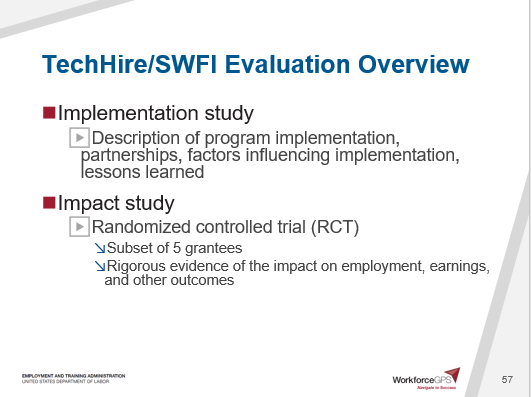 TechHire/SWFI Evaluation Overview
Implementation study
Description of program implementation,
partnerships, factors influencing implementation,
lessons learned
Impact study
Randomized controlled trial (RCT)
Subset of 5 grantees
Rigorous evidence of the impact on employment, earnings,
and other outcomes
EMPLOYMENT AND TRAINING ADMINISTRATION
UNITED STATES DEPARTMENT OF LABOR
WorkforceGPS
Navigate to Success
57